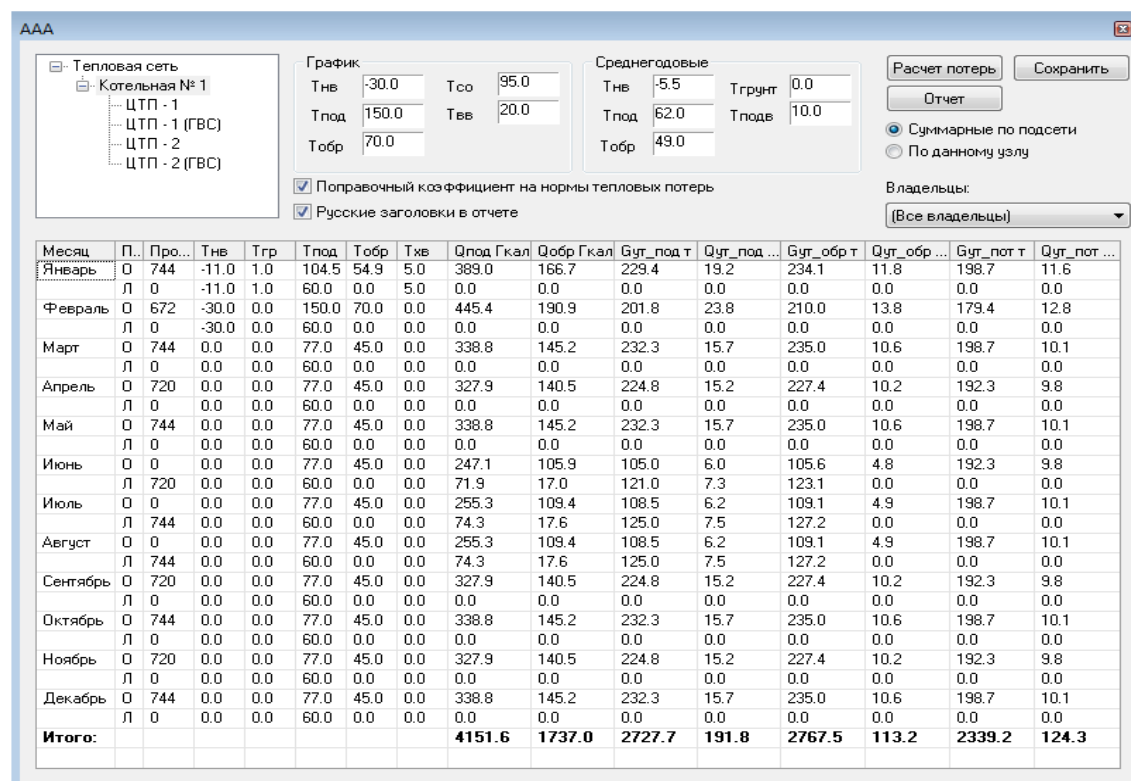 AAA
Тепловая сеть
Котельная № 1
ЦТП - 1
ЦТП - 1 (ГВС)
ЦТП - 2
ЦТП - 2 (ГВС)
График
Тнв -30.0 Тсо 95.0
Тпод 150.0 Твв 20.0
Тобр 70.0
Среднегодовые
Тнв -5.5 Тгрунт 0.0
Тпод 62.0 Тподв 10.0
Тобр 49.0
Поправочный коэффициент на нормы тепловых потерь
Русские заголовки в отчете
Расчет потерь Сохранить
Отчет
Суммарные по подсети
По данному узлу
Владельцы:
(Все владельцы)
Месяц П.. Про... Тнв Тгр Тпод Тобр Тхв Qпод Гкал Qобр Гкал Gут_под т Qут_под ... Gут_обр т Qут_обр ... Gут_пот т Qут_пот ...
Январь О 744 -11.0 1.0 104.5 54.9 5.0 389.0 166.7 229.4 19.2 234.1 11.8 198.7 11.6
Л 0 -11.0 1.0 60.0 0.0 5.0 0.0 0.0 0.0 0.0 0.0 0.0 0.0 0.0
Февраль О 672 -30.0 0.0 150.0 70.0 0.0 445.4 190.9 201.8 23.8 210.0 13.8 179.4 12.8
Л 0 -30.0 0.0 60.0 0.0 0.0 0.0 0.0 0.0 0.0 0.0 0.0 0.0 0.0
Март О 744 0.0 0.0 77.0 45.0 0.0 338.8 145.2 232.3 15.7 235.0 10.6 198.7 10.1
Л 0 0.0 0.0 60.0 0.0 0.0 0.0 0.0 0.0 0.0 0.0 0.0 0.0 0.0
Апрель О 720 0.0 0.0 77.0 45.0 0.0 327.9 140.5 224.8 15.2 227.4 10.2 192.3 9.8
Л 0 0.0 0.0 60.0 0.0 0.0 0.0 0.0 0.0 0.0 0.0 0.0 0.0 0.0
Май О 744 0.0 0.0 77.0 45.0 0.0 338.8 145.2 232.3 15.7 235.0 10.6 198.7 10.1
Л 0 0.0 0.0 60.0 0.0 0.0 0.0 0.0 0.0 0.0 0.0 0.0 0.0 0.0
Июнь О 0 0.0 0.0 77.0 45.0 0.0 247.1 105.9 105.0 6.0 105.6 4.8 192.3 9.8
Л 720 0.0 0.0 60.0 0.0 0.0 71.9 17.0 121.0 7.3 123.1 0.0 0.0 0.0
Июль О 0 0.0 0.0 77.0 45.0 0.0 255.3 109.4 108.5 6.2 109.1 4.9 198.7 10.1
Л 744 0.0 0.0 60.0 0.0 0.0 74.3 17.6 125.0 7.5 127.2 0.0 0.0 0.0
Август О 0 0.0 0.0 77.0 45.0 0.0 255.3 109.4 108.5 6.2 109.1 4.9 198.7 10.1
Л 744 0.0 0.0 60.0 0.0 0.0 74.3 17.6 125.0 7.5 127.2 0.0 0.0 0.0
Сентябрь О 720 0.0 0.0 77.0 45.0 0.0 327.9 140.5 224.8 15.2 227.4 10.2 192.3 9.8
Л 0 0.0 0.0 60.0 0.0 0.0 0.0 0.0 0.0 0.0 0.0 0.0 0.0 0.0
Октябрь О 744 0.0 0.0 77.0 45.0 0.0 338.8 145.2 232.3 15.7 235.0 10.6 198.7 10.1
Л 0 0.0 0.0 60.0 0.0 0.0 0.0 0.0 0.0 0.0 0.0 0.0 0.0 0.0
Ноябрь О 720 0.0 0.0 77.0 45.0 0.0 327.9 140.5 224.8 15.2 227.4 10.2 192.3 9.8
Л 0 0.0 0.0 60.0 0.0 0.0 0.0 0.0 0.0 0.0 0.0 0.0 0.0 0.0
Декабрь О 744 0.0 0.0 77.0 45.0 0.0 338.8 145.2 232.3 15.7 235.0 10.6 198.7 10.1
Л 0 0.0 0.0 60.0 0.0 0.0 0.0 0.0 0.0 0.0 0.0 0.0 0.0 0.0
Итого: 4151.6 1737.0 2727.7 191.8 2767.5 113.2 2339.2 124.3